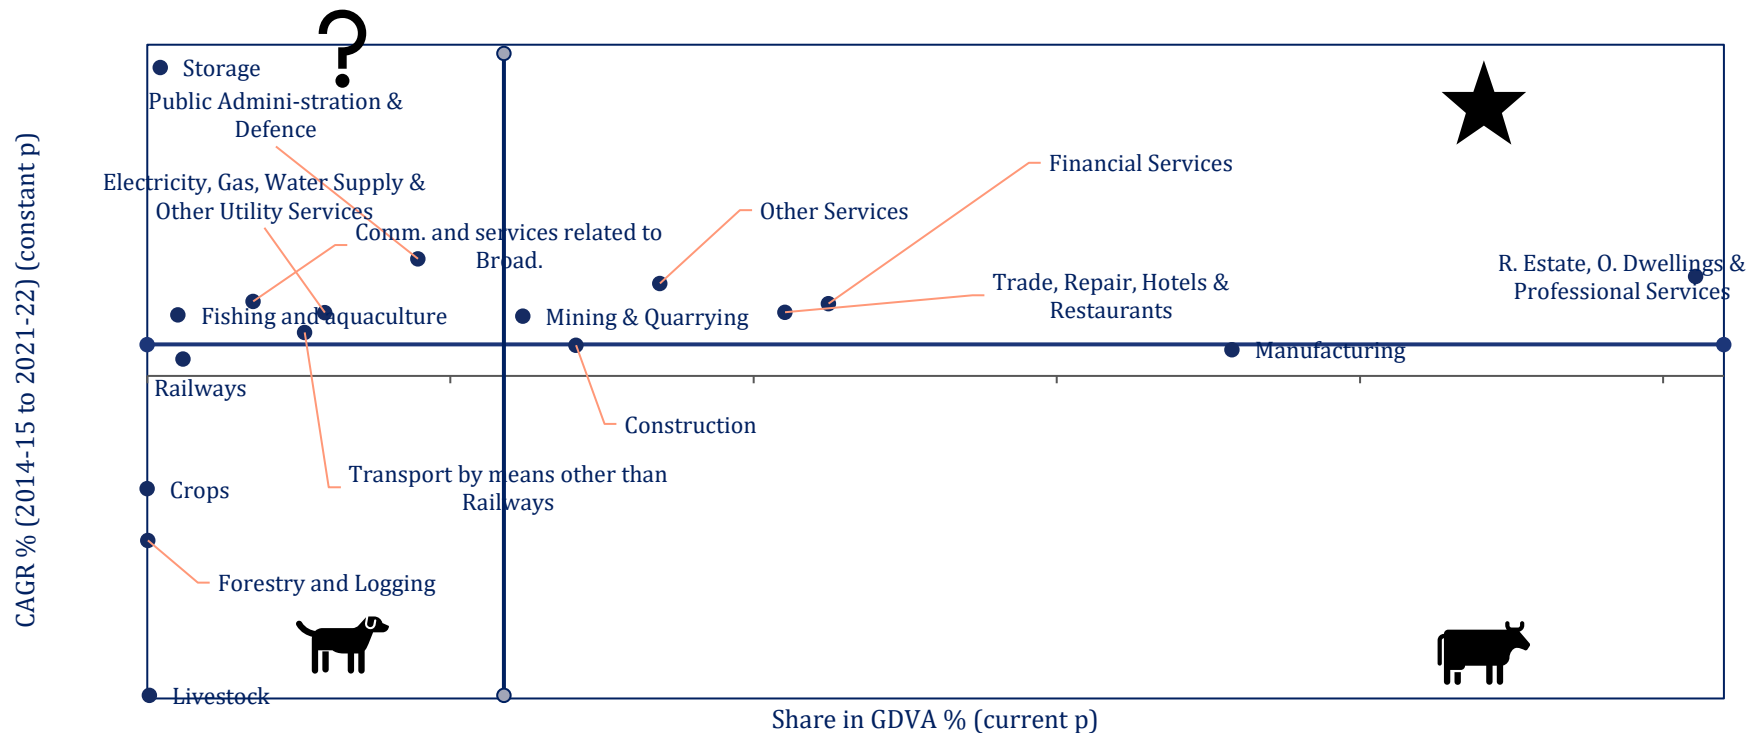 ?
Storage
Public Admini-stration &
Defence
Financial Services
Electricity, Gas, Water Supply &
Other Utility Services
Other Services
Comm. and services related to
Broad.
R. Estate, O. Dwellings &
Professional Services
Trade, Repair, Hotels &
Restaurants
Fishing and aquaculture
Mining & Quarrying
Manufacturing
Railways
Construction
Transport by means other than
Railways
Crops
Forestry and Logging
Livestock
CAGR % (2014-15 to 2021-22) (constant p)
Share in GDVA % (current p)